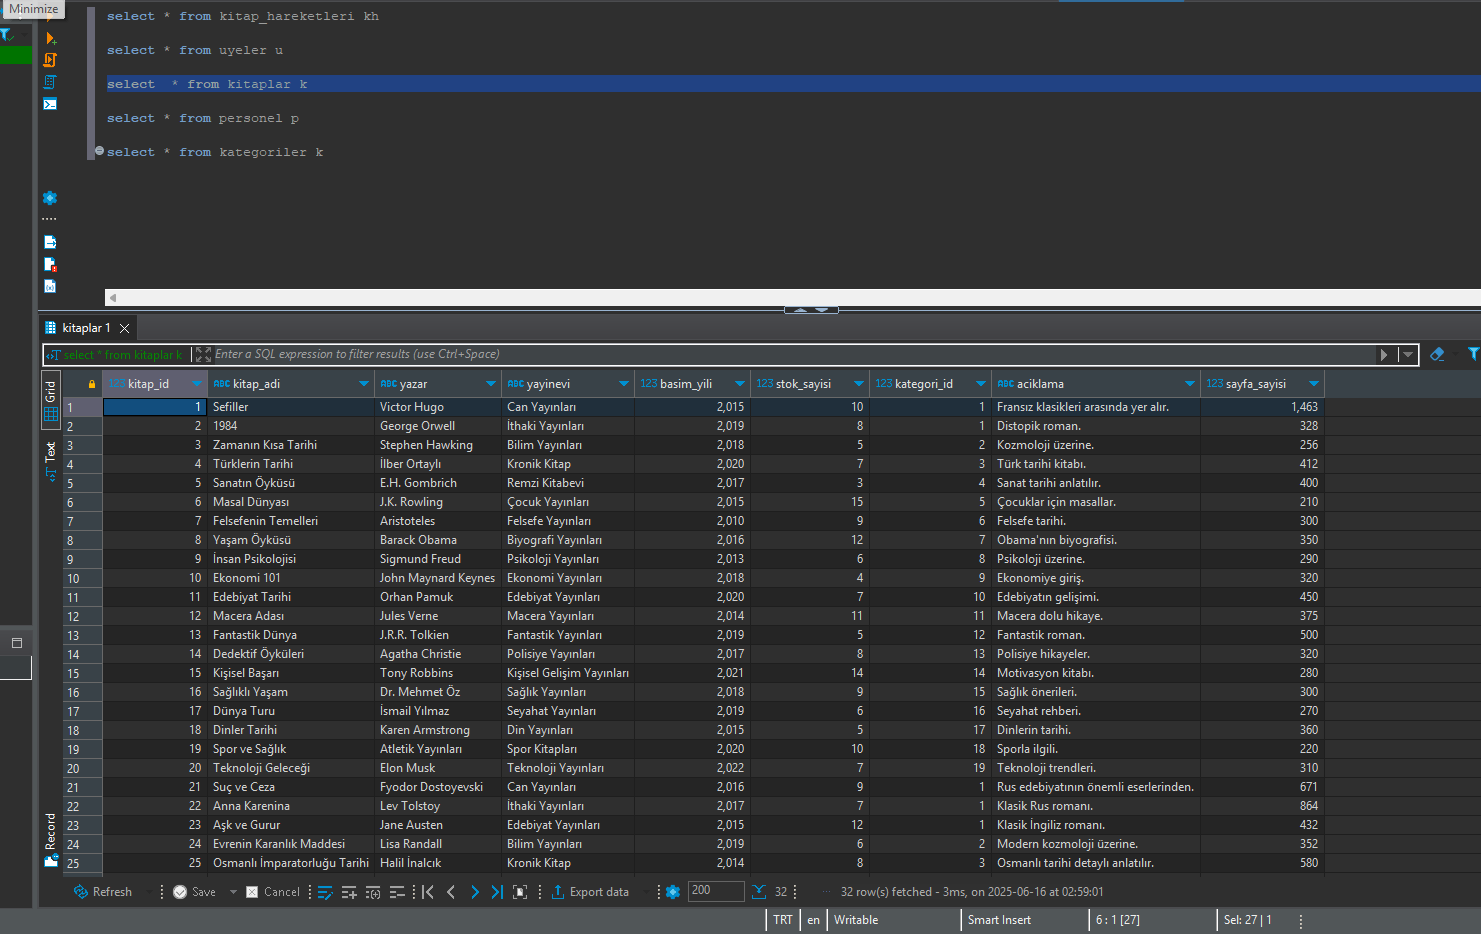 Minimize
select * from kitap_hareketleri kh
select * from uyeler u
select  * from kitaplar k
select * from personel p
select * from kategoriler k
kitaplar 1
select * from kitaplar k Enter a SQL expression to filter results (use Ctrl+Space)
Grid
Text
Record
123 kitap_id ABC kitap_adi ABC yazar ABC yayinevi 123 basim_yili 123 stok_sayisi 123 kategori_id ABC aciklama 123 sayfa_sayisi
1 1 Sefiller Victor Hugo Can Yayınları 2,015 10 1 Fransız klasikleri arasında yer alır. 1,463
2 2 1984 George Orwell İthaki Yayınları 2,019 8 1 Distopik roman. 328
3 3 Zamanın Kısa Tarihi Stephen Hawking Bilim Yayınları 2,018 5 2 Kozmoloji üzerine. 256
4 4 Türklerin Tarihi İlber Ortaylı Kronik Kitap 2,020 7 3 Türk tarihi kitabı. 412
5 5 Sanatın Öyküsü E.H. Gombrich Remzi Kitabevi 2,017 3 4 Sanat tarihi anlatılır. 400
6 6 Masal Dünyası J.K. Rowling Çocuk Yayınları 2,015 15 5 Çocuklar için masallar. 210
7 7 Felsefenin Temelleri Aristoteles Felsefe Yayınları 2,010 9 6 Felsefe tarihi. 300
8 8 Yaşam Öyküsü Barack Obama Biyografi Yayınları 2,016 12 7 Obama'nın biyografisi. 350
9 9 İnsan Psikolojisi Sigmund Freud Psikoloji Yayınları 2,013 6 8 Psikoloji üzerine. 290
10 10 Ekonomi 101 John Maynard Keynes Ekonomi Yayınları 2,018 4 9 Ekonomiye giriş. 320
11 11 Edebiyat Tarihi Orhan Pamuk Edebiyat Yayınları 2,020 7 10 Edebiyatın gelişimi. 450
12 12 Macera Adası Jules Verne Macera Yayınları 2,014 11 11 Macera dolu hikaye. 375
13 13 Fantastik Dünya J.R.R. Tolkien Fantastik Yayınları 2,019 5 12 Fantastik roman. 500
14 14 Dedektif Öyküleri Agatha Christie Polisiye Yayınları 2,017 8 13 Polisiye hikayeler. 320
15 15 Kişisel Başarı Tony Robbins Kişisel Gelişim Yayınları 2,021 14 14 Motivasyon kitabı. 280
16 16 Sağlıklı Yaşam Dr. Mehmet Öz Sağlık Yayınları 2,018 9 15 Sağlık önerileri. 300
17 17 Dünya Turu İsmail Yılmaz Seyahat Yayınları 2,019 6 16 Seyahat rehberi. 270
18 18 Dinler Tarihi Karen Armstrong Din Yayınları 2,015 5 17 Dinlerin tarihi. 360
19 19 Spor ve Sağlık Atletik Yayınları Spor Kitapları 2,020 10 18 Sporla ilgili. 220
20 20 Teknoloji Geleceği Elon Musk Teknoloji Yayınları 2,022 7 19 Teknoloji trendleri. 310
21 21 Suç ve Ceza Fyodor Dostoyevski Can Yayınları 2,016 9 1 Rus edebiyatının önemli eserlerinden. 671
22 22 Anna Karenina Lev Tolstoy İthaki Yayınları 2,017 7 1 Klasik Rus romanı. 864
23 23 Aşk ve Gurur Jane Austen Edebiyat Yayınları 2,015 12 1 Klasik İngiliz romanı. 432
24 24 Evrenin Karanlık Maddesi Lisa Randall Bilim Yayınları 2,019 6 2 Modern kozmoloji üzerine. 352
25 25 Osmanlı İmparatorluğu Tarihi Halil İnalcık Kronik Kitap 2,014 8 3 Osmanlı tarihi detaylı anlatılır. 580
Refresh Save Cancel Export data 200 32 32 row(s) fetched - 3ms, on 2025-06-16 at 02:59:01
TRT en Writable Smart Insert 6 : 1 [27] Sel: 27 | 1